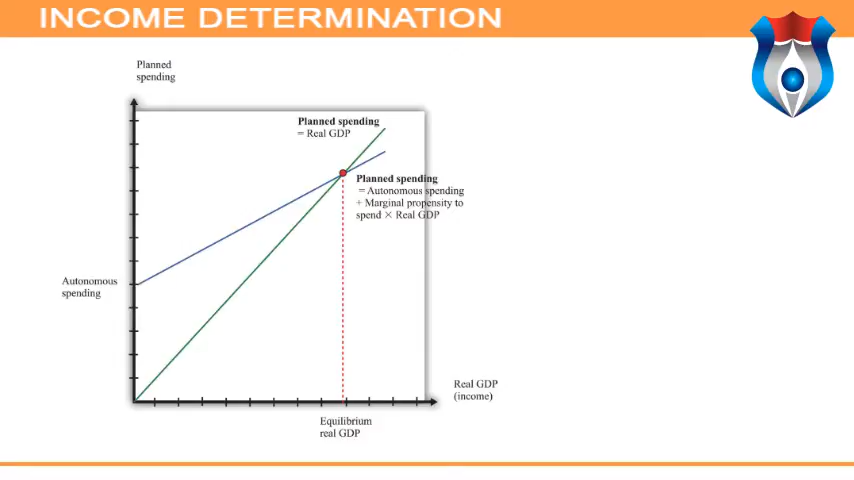 INCOME DETERMINATION
Planned
spending
Planned spending
= Real GDP
Planned spending
= Autonomous spending
+ Marginal propensity to
spend × Real GDP
Autonomous
spending
Real GDP
(income)
Equilibrium
real GDP